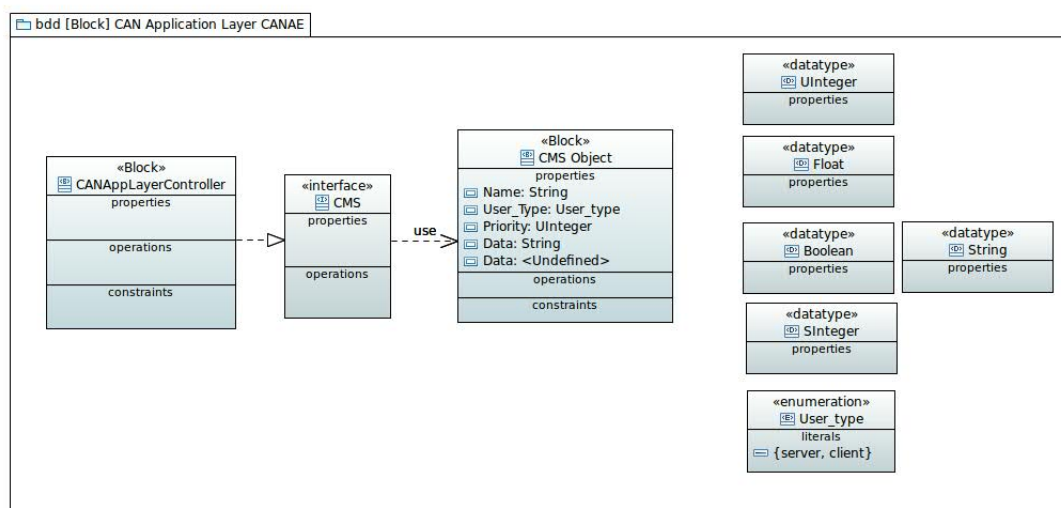 bdd [Block] CAN Application Layer CANAE
«Block»
CANAppLayerController
properties
operations
constraints
«interface»
CMS
properties
operations
use
«Block»
CMS Object
properties
Name: String
User_Type: User_type
Priority: UInteger
Data: String
Data: <Undefined>
operations
constraints
«datatype»
UInteger
properties
«datatype»
Float
properties
«datatype»
Boolean
properties
«datatype»
String
properties
«datatype»
SInteger
properties
«enumeration»
User_type
literals
{server, client}